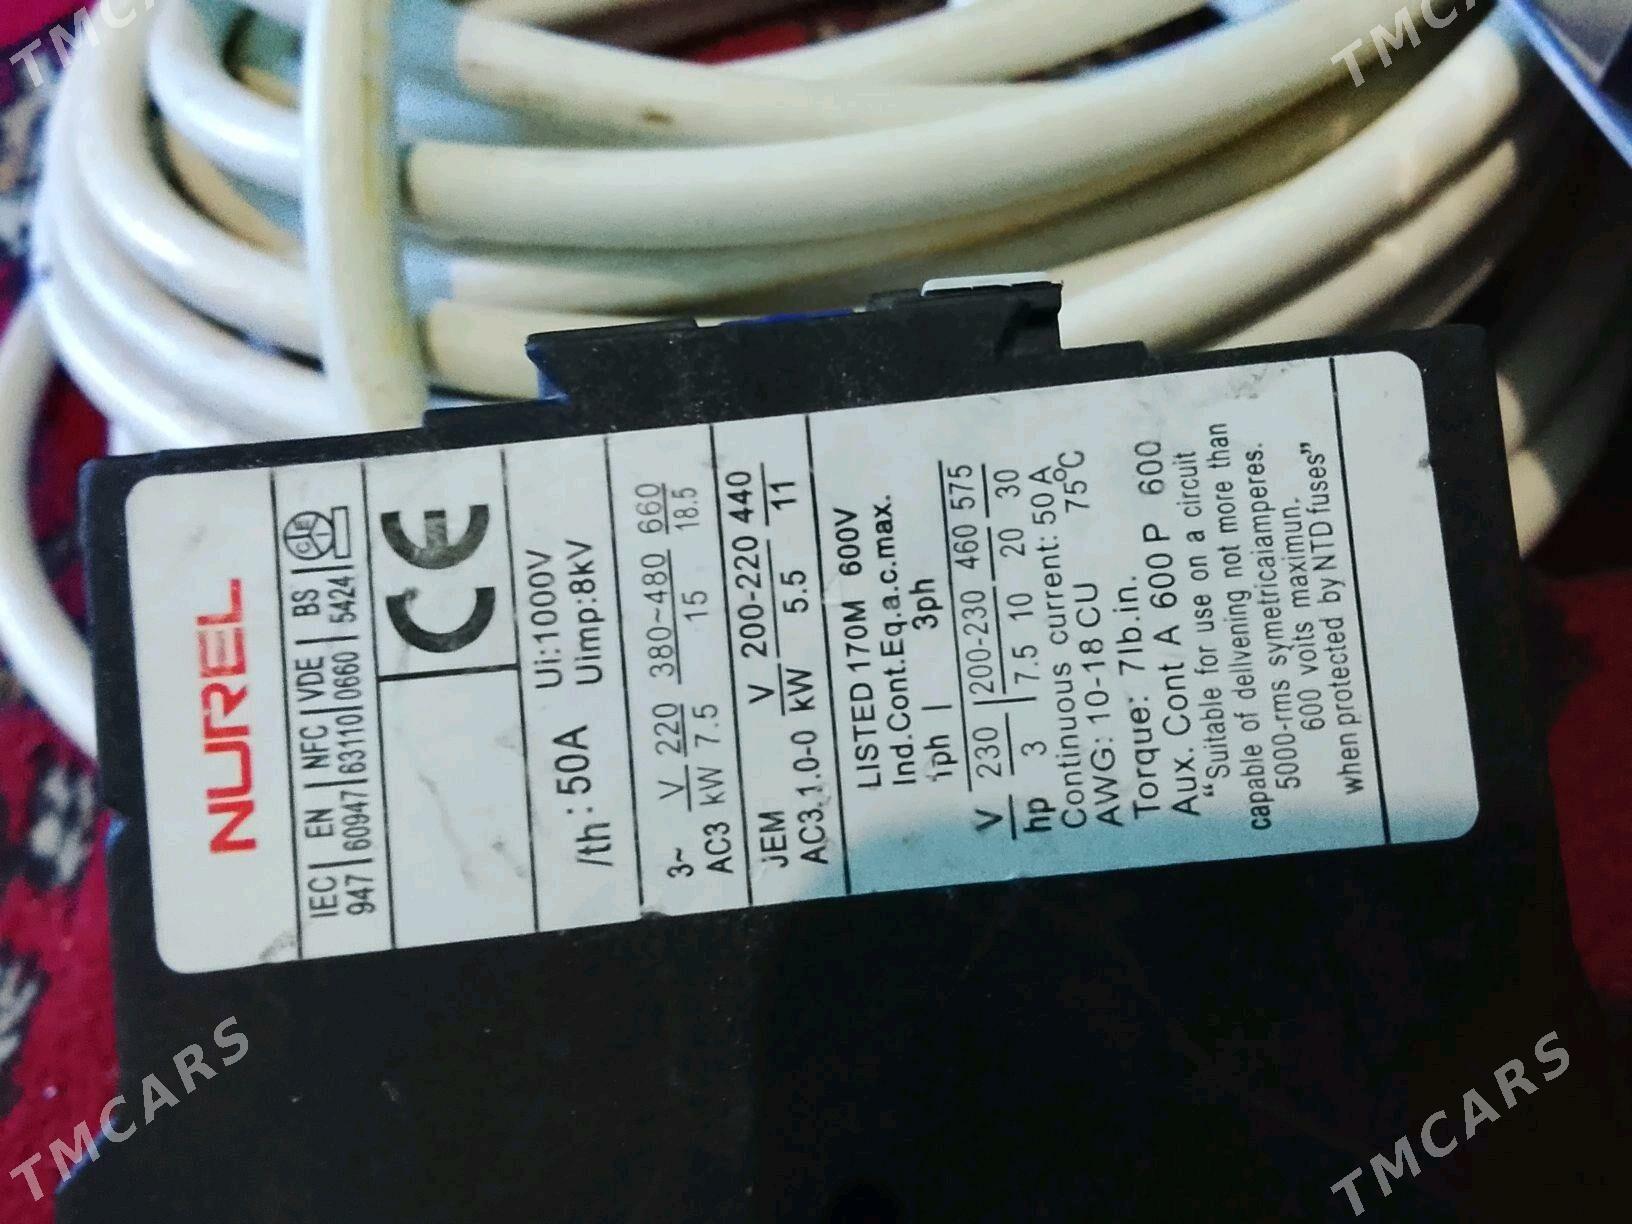 NUREL
IEC | EN | NFC | VDE | BS |
947 | 60947 | 63110 | 0660 | 5424 |
CE
Ith: 50A Ui:1000V
Uimp:8kV
3~ V 220 380~480 660
AC3 kW 7.5 15 18.5
jEM V 200-220 440
AC3.1.0-0 kW 5.5 11
LISTED 170M 600V
Ind.Cont.Eq.a.c.max.
1ph | 3ph
V 230 | 200-230 460 575
hp 3 | 7.5 10 20 30
Continuous current: 50 A
AWG: 10-18 CU 75°C
Torque: 7lb.in.
Aux. Cont A 600 P 600
“Suitable for use on a circuit
capable of delivening not more than
5000-rms symetricaiamperes.
600 volts maximun.
when protected by NTD fuses”
TMCARS
TMCARS
TMCARS
TMCARS